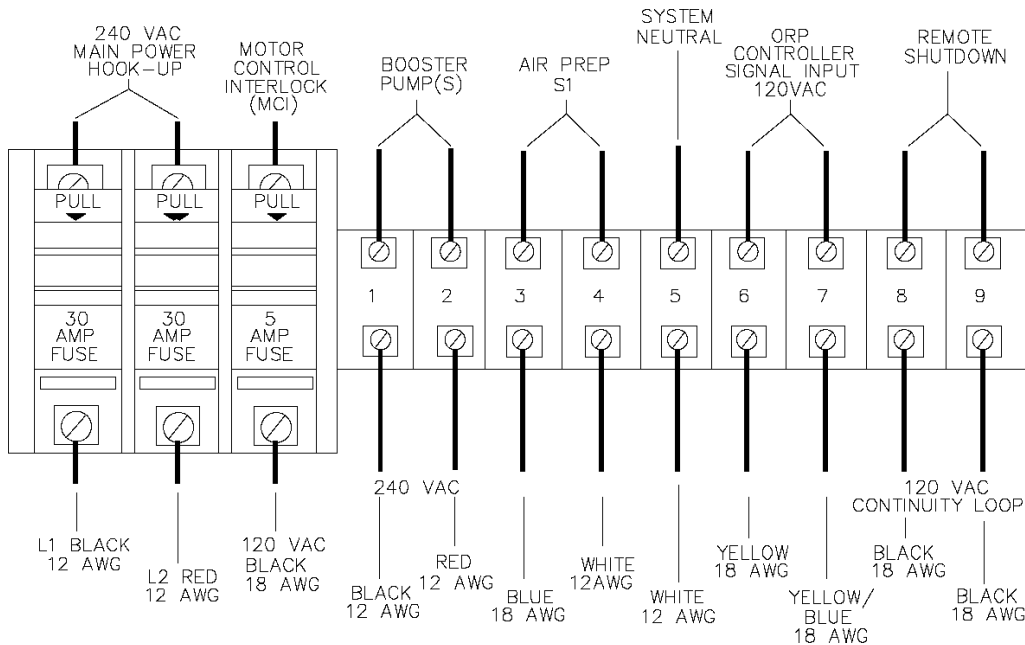 240 VAC
MAIN POWER
HOOK-UP
MOTOR
CONTROL
INTERLOCK
(MCI)
BOOSTER
PUMP(S)
AIR PREP
S1
SYSTEM
NEUTRAL
ORP
CONTROLLER
SIGNAL INPUT
120VAC
REMOTE
SHUTDOWN
PULL
PULL
PULL
30
AMP
FUSE
30
AMP
FUSE
5
AMP
FUSE
1
2
3
4
5
6
7
8
9
240 VAC
120 VAC
CONTINUITY LOOP
L1 BLACK
12 AWG
L2 RED
12 AWG
120 VAC
BLACK
18 AWG
BLACK
12 AWG
RED
12 AWG
BLUE
18 AWG
WHITE
12AWG
WHITE
12 AWG
YELLOW
18 AWG
YELLOW/
BLUE
18 AWG
BLACK
18 AWG
BLACK
18 AWG